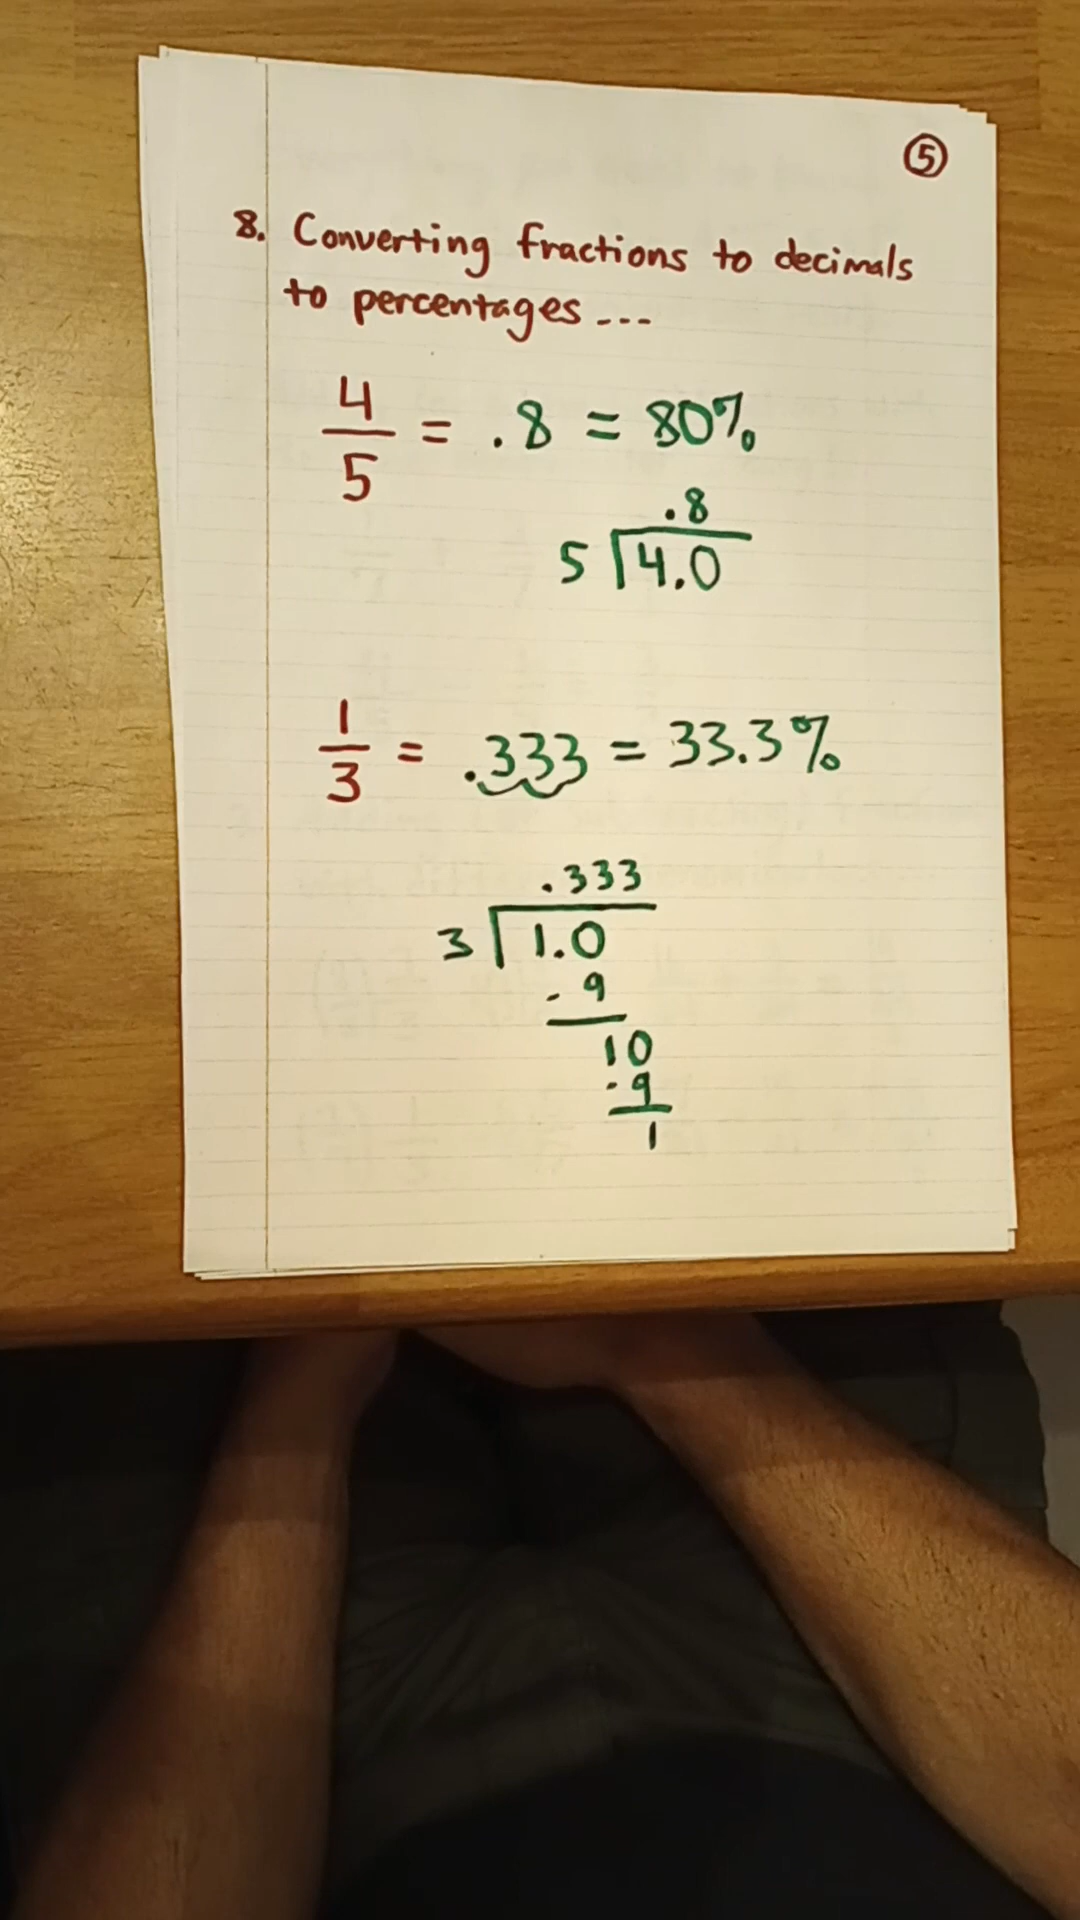 5
8. Converting fractions to decimals
to percentages ---
4/5 = .8 = 80%
.8
5 √4.0
1/3 = .333 = 33.3%
.333
3 √1.0
- 9
10
- 9
1